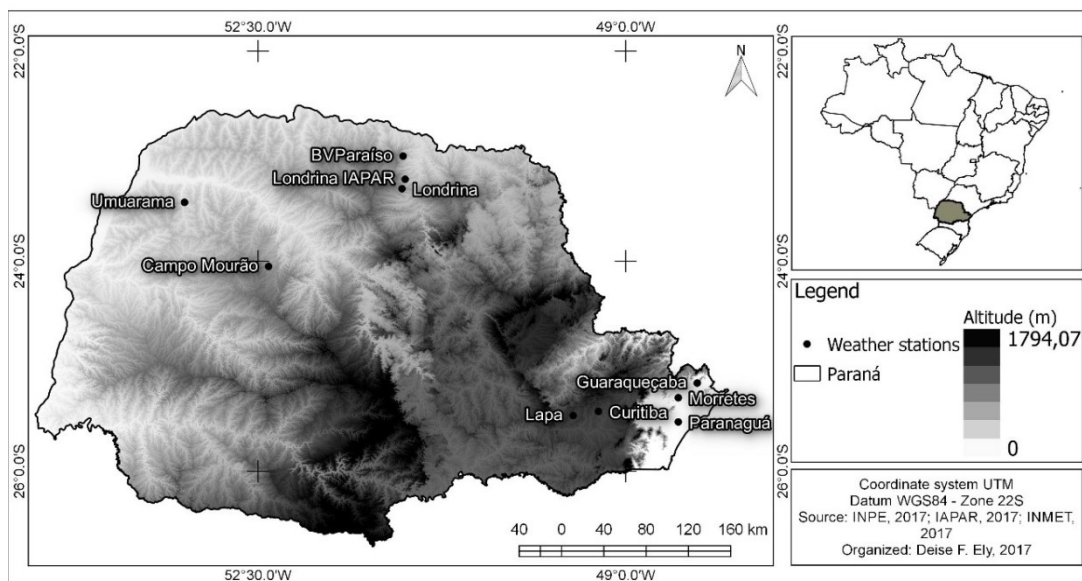 52°30.0'W
49°0.0'W
22°0.0'S
22°0.0'S
N
BVParaíso
Londrina IAPAR
Londrina
Umuarama
24°0.0'S
24°0.0'S
Campo Mourão
Guaraqueçaba
Morretes
Lapa
Curitiba
Paranaguá
26°0.0'S
26°0.0'S
40 0 40 80 120 160 km
52°30.0'W
49°0.0'W
Legend
Altitude (m)
1794,07
Weather stations
Paraná
0
Coordinate system UTM
Datum WGS84 - Zone 22S
Source: INPE, 2017; IAPAR, 2017; INMET,
2017
Organized: Deise F. Ely, 2017